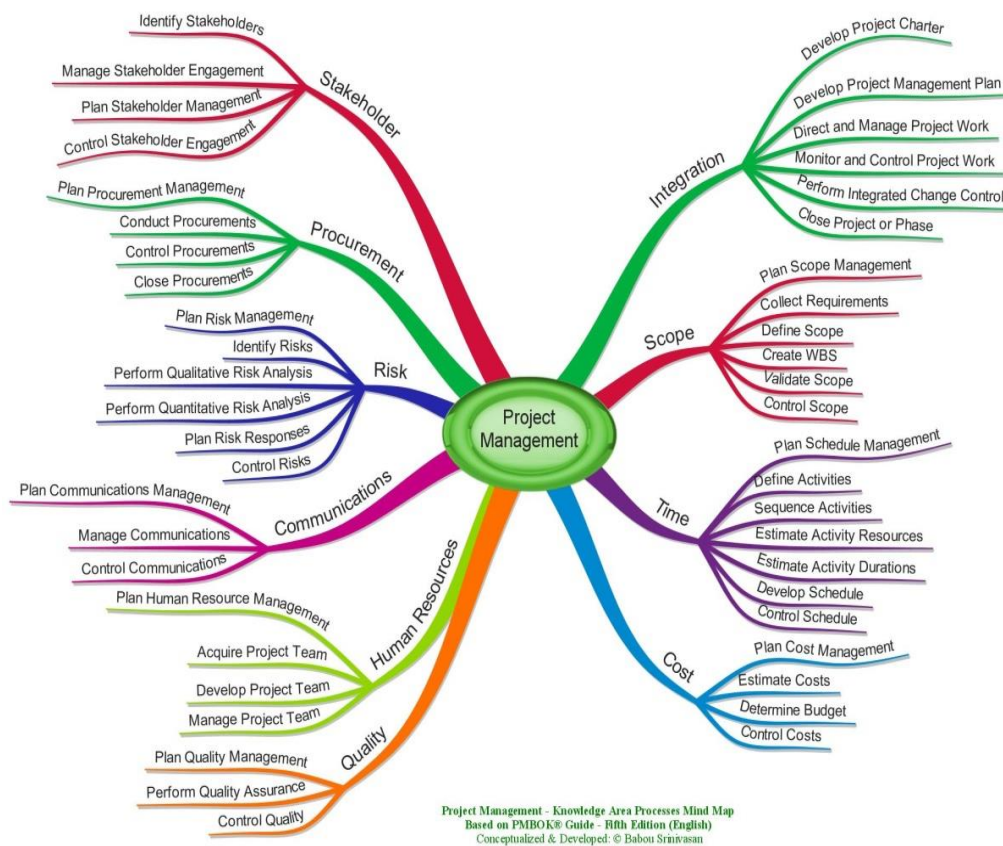 Project
Management
Integration
Develop Project Charter
Develop Project Management Plan
Direct and Manage Project Work
Monitor and Control Project Work
Perform Integrated Change Control
Close Project or Phase
Scope
Plan Scope Management
Collect Requirements
Define Scope
Create WBS
Validate Scope
Control Scope
Time
Plan Schedule Management
Define Activities
Sequence Activities
Estimate Activity Resources
Estimate Activity Durations
Develop Schedule
Control Schedule
Cost
Plan Cost Management
Estimate Costs
Determine Budget
Control Costs
Quality
Plan Quality Management
Perform Quality Assurance
Control Quality
Human Resources
Plan Human Resource Management
Acquire Project Team
Develop Project Team
Manage Project Team
Communications
Plan Communications Management
Manage Communications
Control Communications
Risk
Plan Risk Management
Identify Risks
Perform Qualitative Risk Analysis
Perform Quantitative Risk Analysis
Plan Risk Responses
Control Risks
Procurement
Plan Procurement Management
Conduct Procurements
Control Procurements
Close Procurements
Stakeholder
Identify Stakeholders
Manage Stakeholder Engagement
Plan Stakeholder Management
Control Stakeholder Engagement
Project Management - Knowledge Area Processes Mind Map
Based on PMBOK® Guide - Fifth Edition (English)
Conceptualized & Developed: © Babou Srinivasan